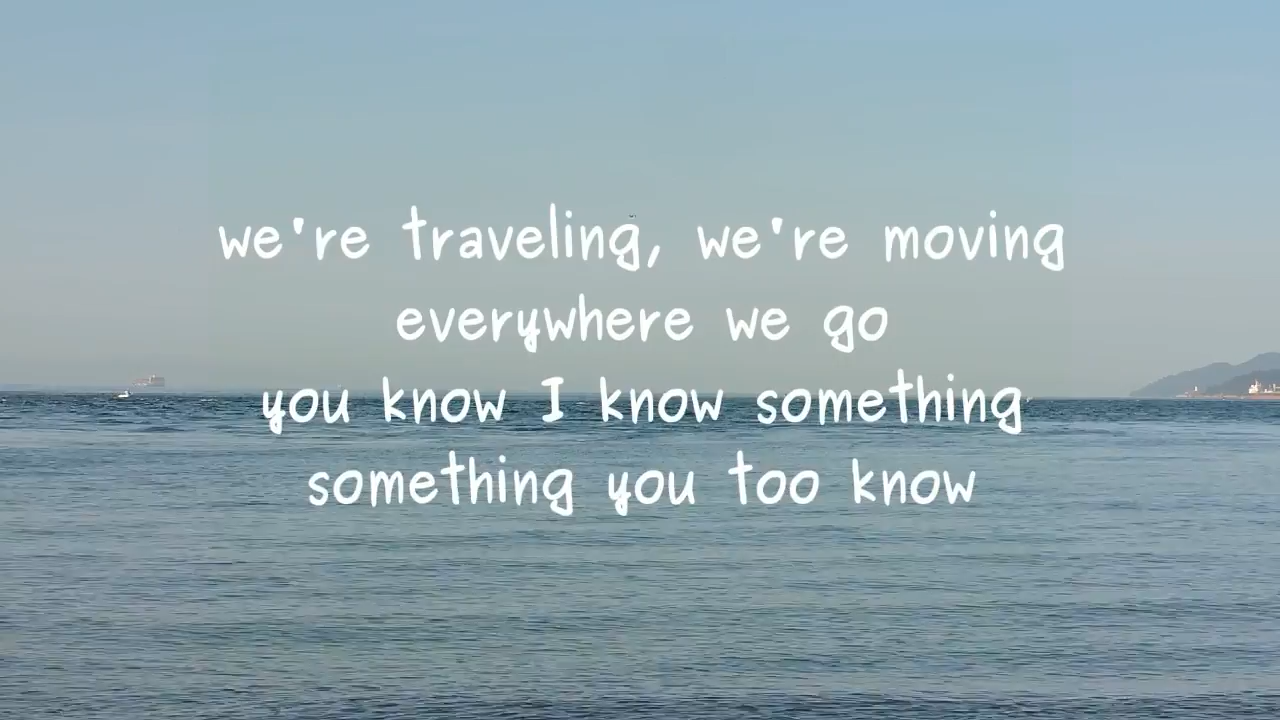 we're traveling, we're moving
everywhere we go
you know I know something
something you too know